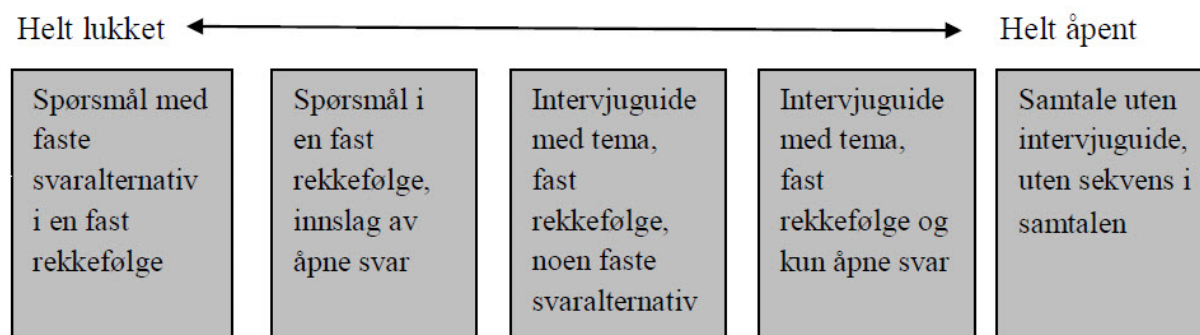 Helt lukket
Helt åpent
Spørsmål med
faste
svaralternativ
i en fast
rekkefølge
Spørsmål i
en fast
rekkefølge,
innslag av
åpne svar
Intervjuguide
med tema,
fast
rekkefølge,
noen faste
svaralternativ
Intervjuguide
med tema,
fast
rekkefølge og
kun åpne svar
Samtale uten
intervjuguide,
uten sekvens i
samtalen